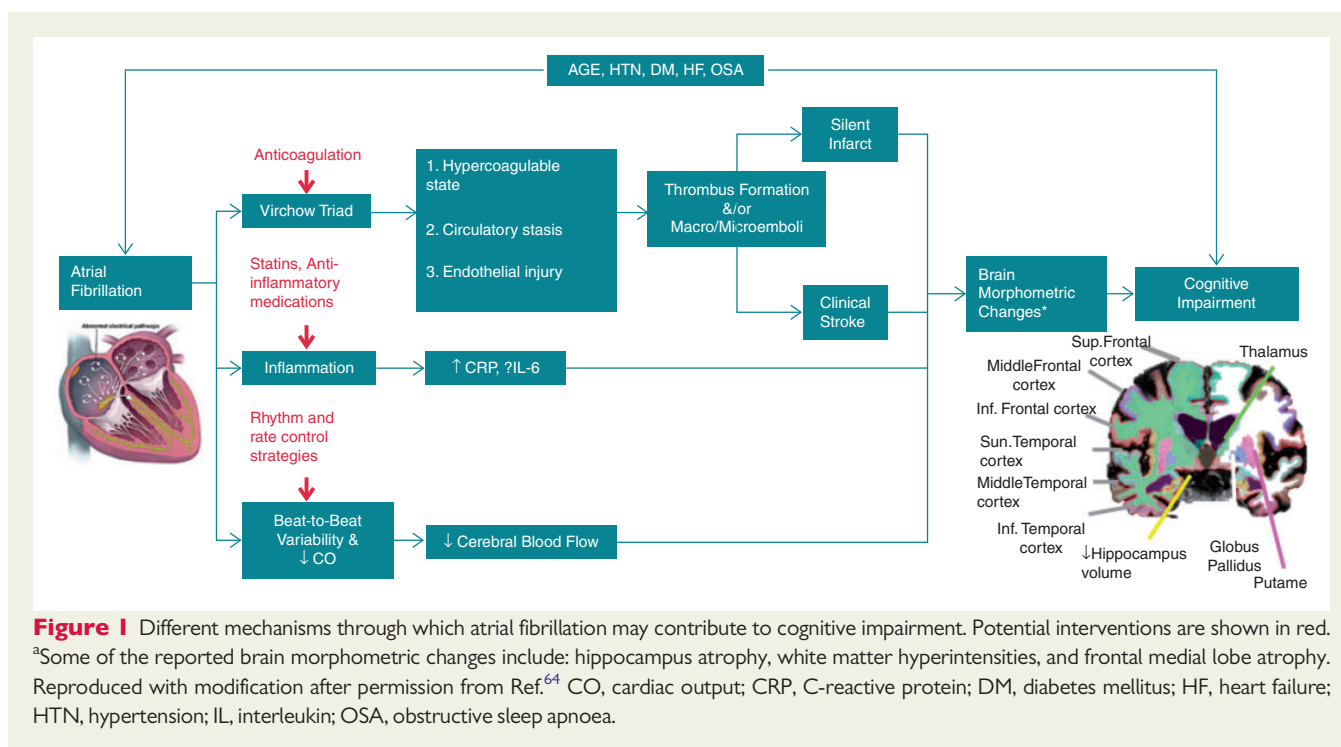 AGE, HTN, DM, HF, OSA
Anticoagulation
Virchow Triad
1. Hypercoagulable
state
2. Circulatory stasis
3. Endothelial injury
Thrombus Formation
&/or
Macro/Microemboli
Silent
Infarct
Clinical
Stroke
Atrial
Fibrillation
Abnormal electrical pathways
Statins, Anti-
inflammatory
medications
Inflammation
↑ CRP, ?IL-6
Rhythm and
rate control
strategies
Beat-to-Beat
Variability &
↓ CO
↓ Cerebral Blood Flow
Brain
Morphometric
Changes*
Cognitive
Impairment
Sup.Frontal
cortex
MiddleFrontal
cortex
Inf. Frontal cortex
Sun.Temporal
cortex
MiddleTemporal
cortex
Inf. Temporal
cortex
↓Hippocampus
volume
Thalamus
Globus
Pallidus
Putame
Figure 1 Different mechanisms through which atrial fibrillation may contribute to cognitive impairment. Potential interventions are shown in red.
aSome of the reported brain morphometric changes include: hippocampus atrophy, white matter hyperintensities, and frontal medial lobe atrophy.
Reproduced with modification after permission from Ref.64 CO, cardiac output; CRP, C-reactive protein; DM, diabetes mellitus; HF, heart failure;
HTN, hypertension; IL, interleukin; OSA, obstructive sleep apnoea.